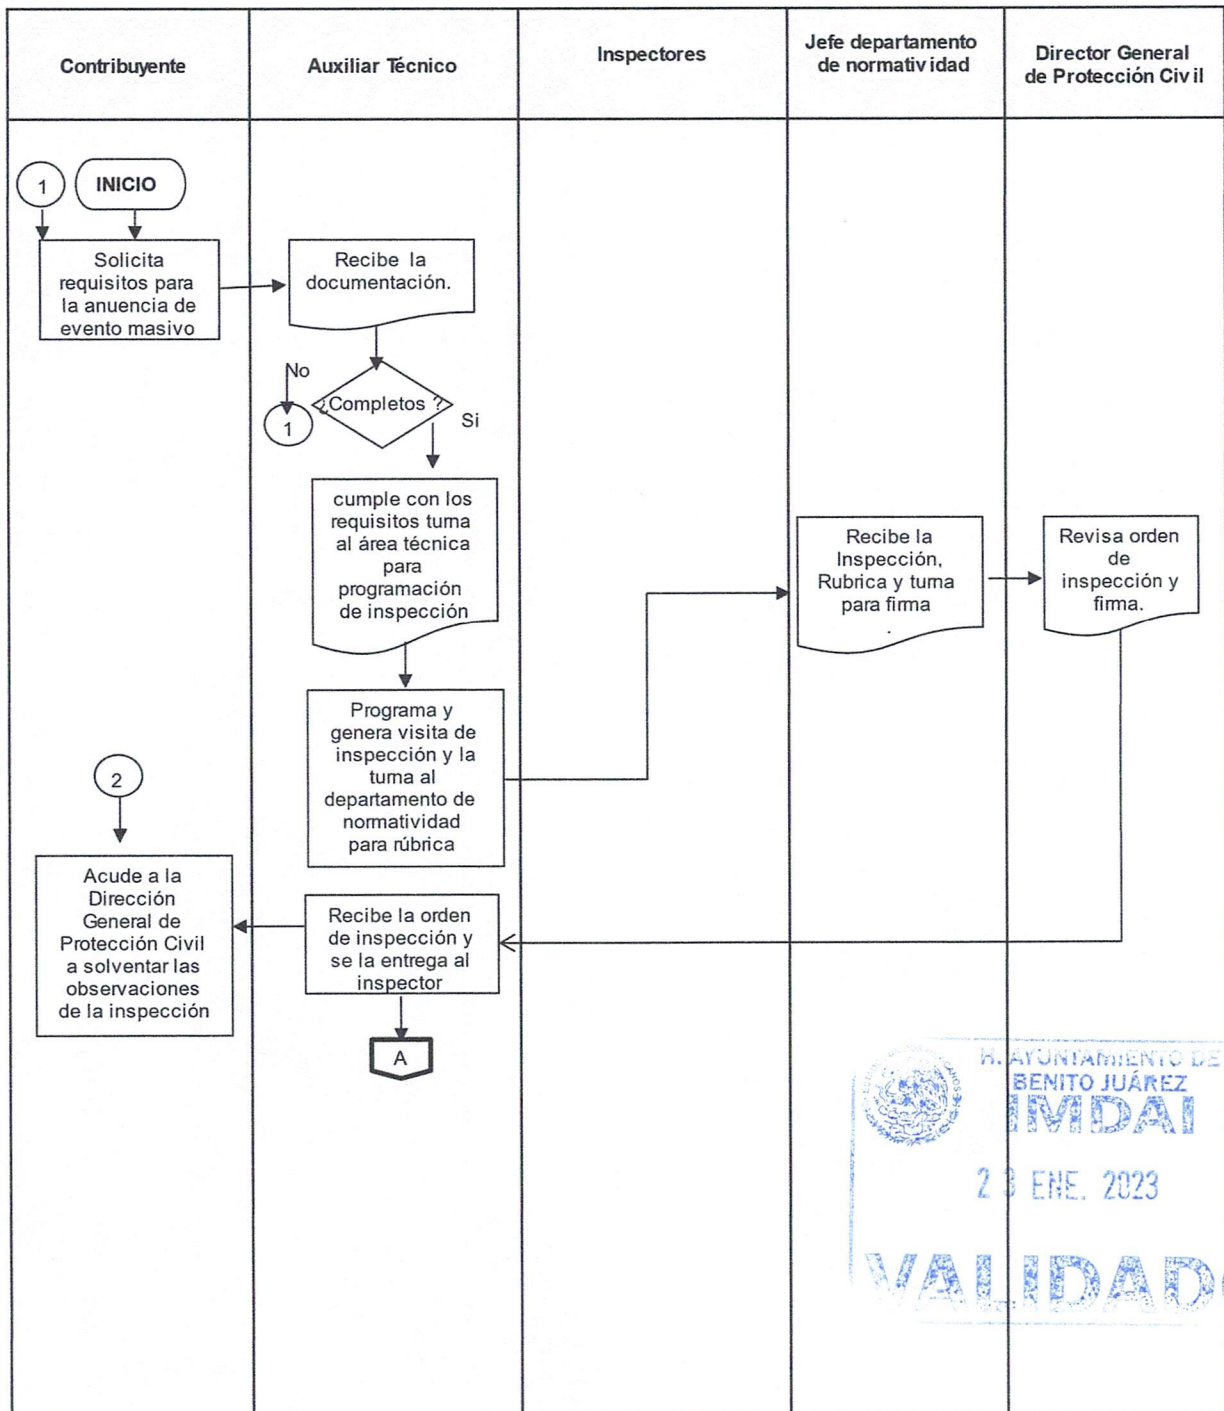 Contribuyente
Auxiliar Técnico
Inspectores
Jefe departamento
de normatividad
Director General
de Protección Civil
1
INICIO
Solicita
requisitos para
la anuencia de
evento masivo
Recibe la
documentación.
No
¿Completos ?
1
Si
cumple con los
requisitos turna
al área técnica
para
programación
de inspección
Recibe la
Inspección,
Rubrica y turna
para firma
Revisa orden
de
inspección y
firma.
Programa y
genera visita de
inspección y la
turna al
departamento de
normatividad
para rúbrica
2
Acude a la
Dirección
General de
Protección Civil
a solventar las
observaciones
de la inspección
Recibe la orden
de inspección y
se la entrega al
inspector
A
H. AYUNTAMIENTO DE
BENITO JUÁREZ
IMDAI
23 ENE. 2023
VALIDADO